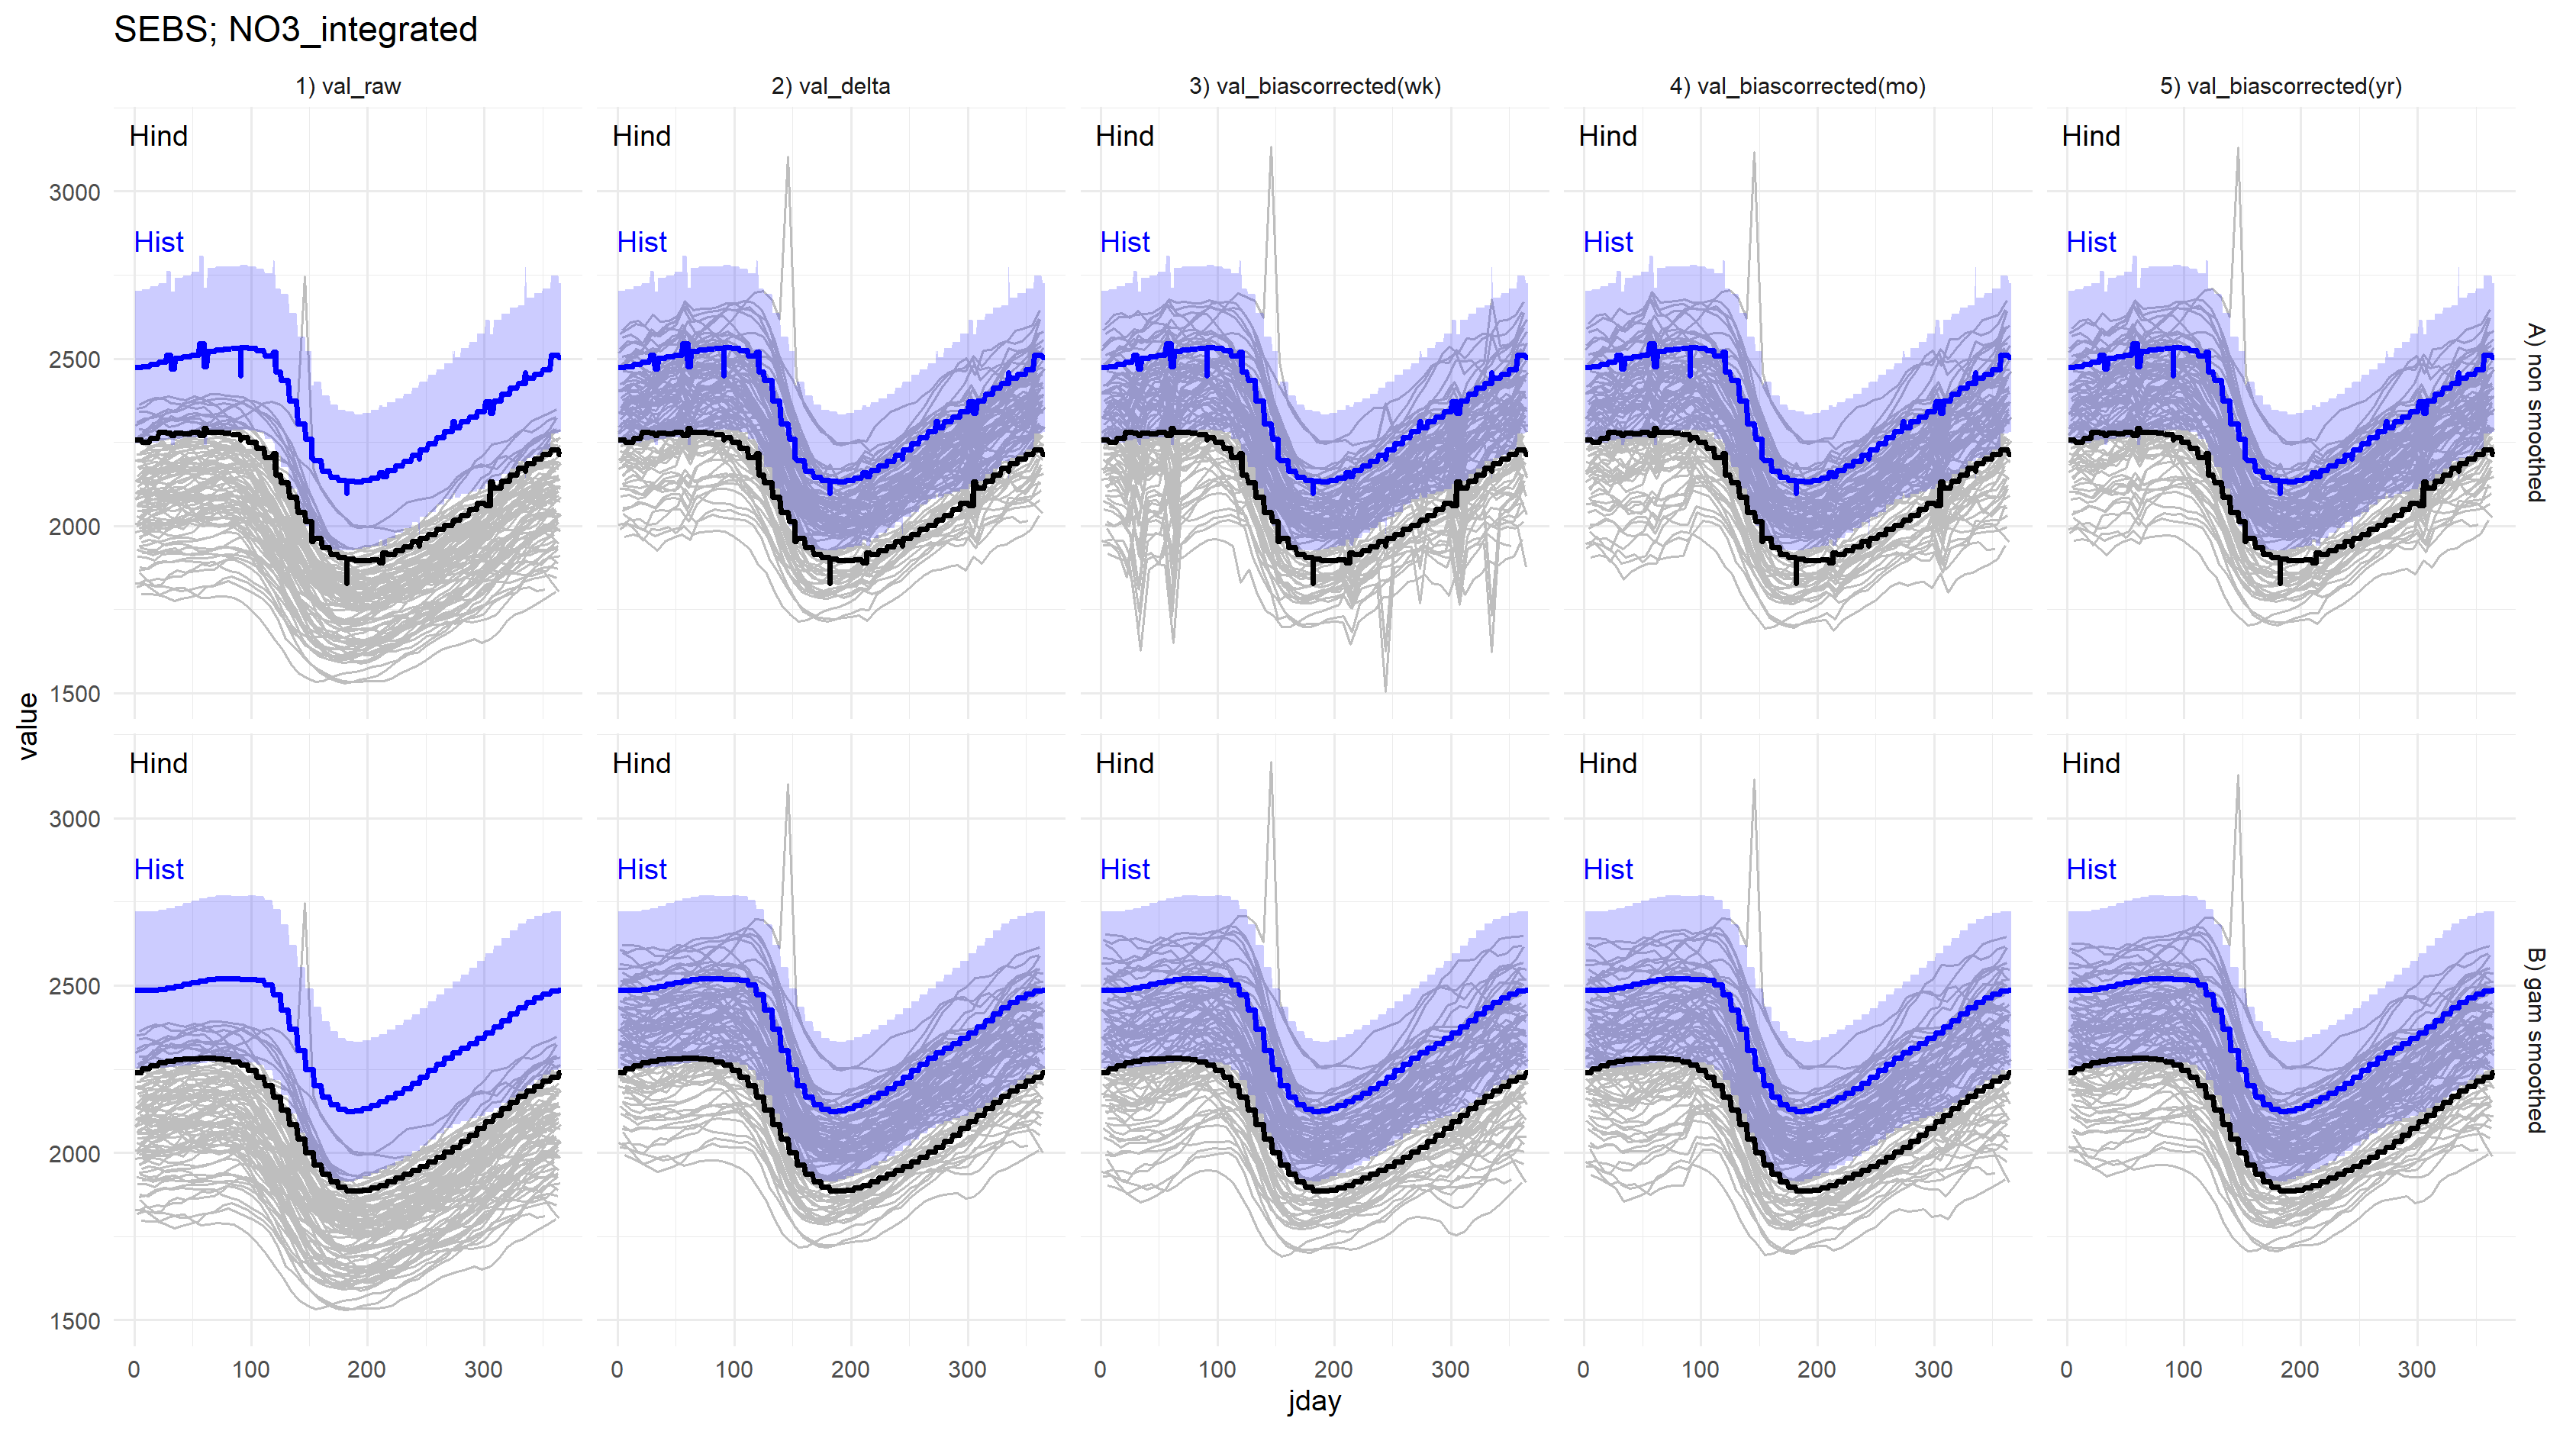 SEBS; NO3_integrated
1) val_raw
2) val_delta
3) val_biascorrected(wk)
4) val_biascorrected(mo)
5) val_biascorrected(yr)
Hind
Hind
Hind
Hind
Hind
Hist
Hist
Hist
Hist
Hist
3000
2500
2000
1500
A) non smoothed
value
Hind
Hind
Hind
Hind
Hind
Hist
Hist
Hist
Hist
Hist
3000
2500
2000
1500
B) gam smoothed
0 100 200 300
0 100 200 300
0 100 200 300
0 100 200 300
0 100 200 300
jday